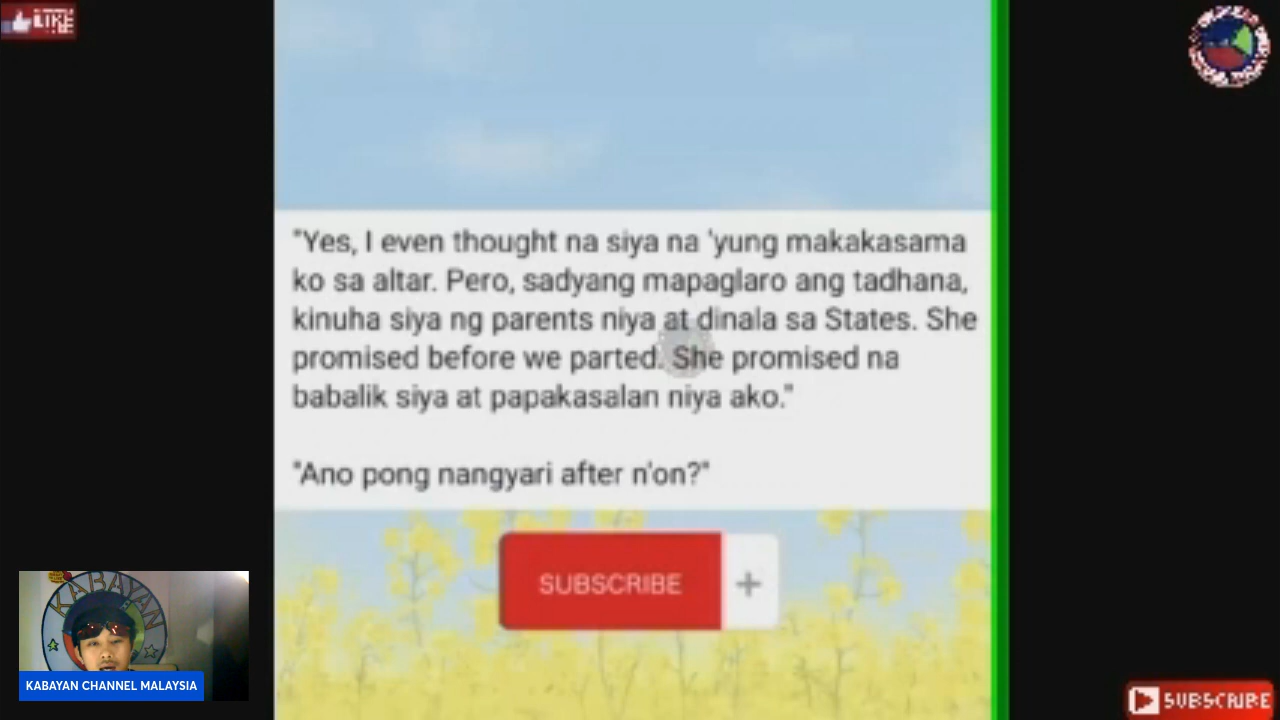 LIKE
"Yes, I even thought na siya na 'yung makakasama
ko sa altar. Pero, sadyang mapaglaro ang tadhana,
kinuha siya ng parents niya at dinala sa States. She
promised before we parted. She promised na
babalik siya at papakasalan niya ako."
"Ano pong nangyari after n'on?"
SUBSCRIBE +
KABAYAN
KABAYAN CHANNEL MALAYSIA
SUBSCRIBE